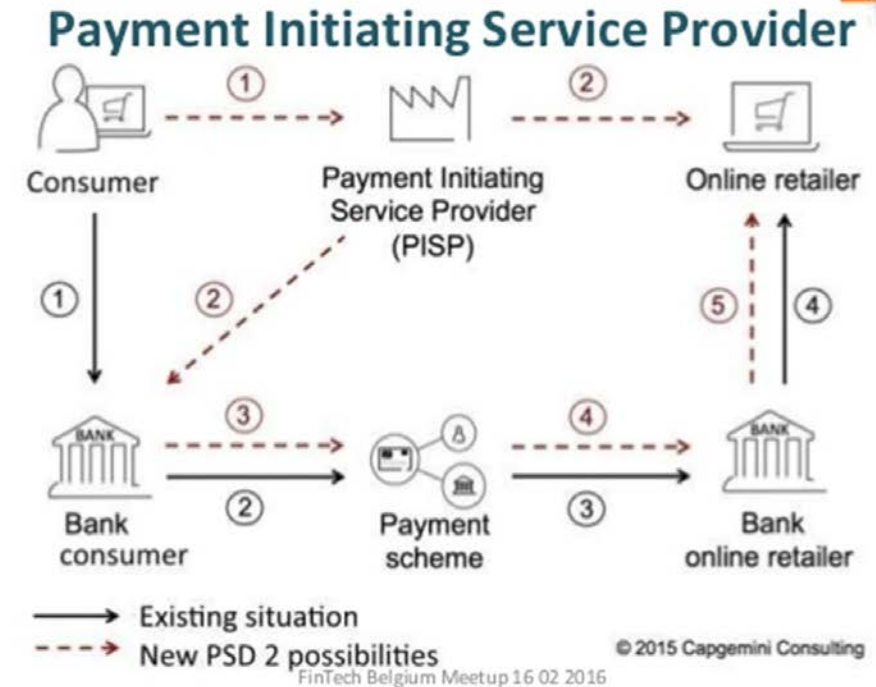 Payment Initiating Service Provider
1
2
Consumer
Payment Initiating
Service Provider
(PISP)
Online retailer
1
2
5
4
BANK
3
4
BANK
2
3
Bank
consumer
Payment
scheme
Bank
online retailer
Existing situation
New PSD 2 possibilities
© 2015 Capgemini Consulting
FinTech Belgium Meetup 16 02 2016